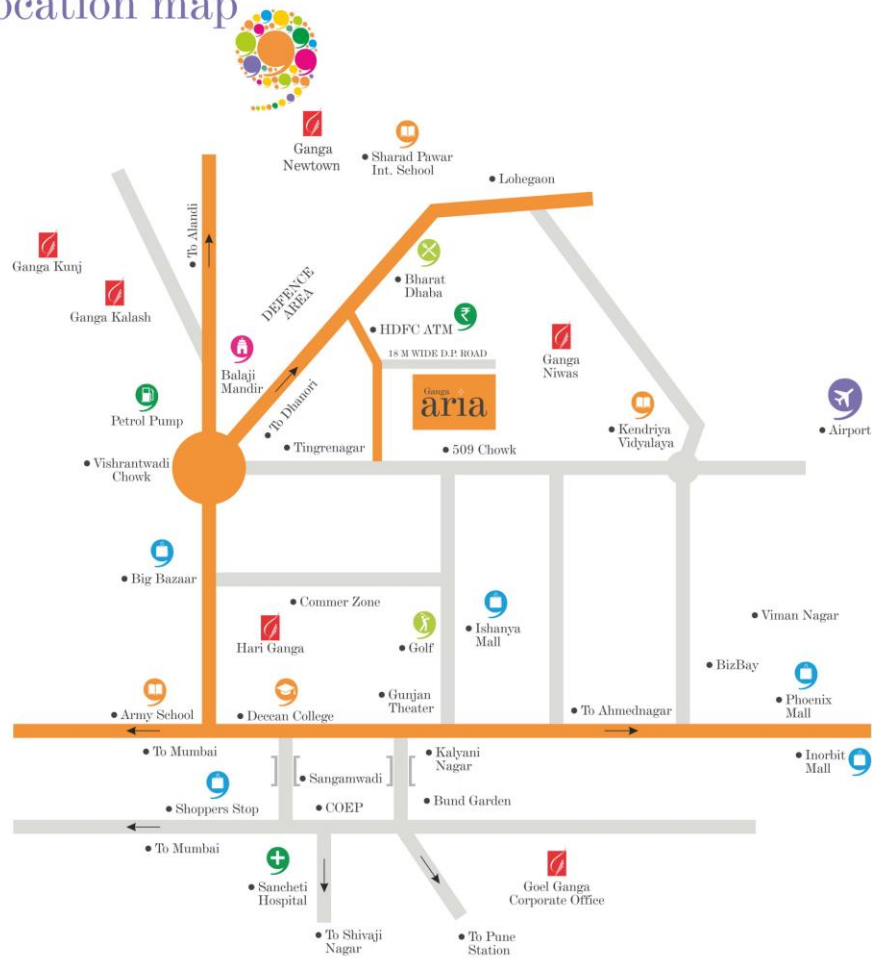 ocation map
Ganga
Newtown
Sharad Pawar
Int. School
Lohegaon
To Alandi
Ganga Kunj
Ganga Kalash
DEFENCE
AREA
Bharat
Dhaba
HDFC ATM
18 M WIDE D.P. ROAD
Ganga
Niwas
Balaji
Mandir
Petrol Pump
To Dhanori
Ganga
aria
Kendriya
Vidyalaya
Airport
Tingrenagar
509 Chowk
Vishrantwadi
Chowk
Big Bazaar
Commer Zone
Hari Ganga
Golf
Ishanya
Mall
Viman Nagar
BizBay
Phoenix
Mall
Army School
Deccan College
Gunjan
Theater
To Ahmednagar
To Mumbai
Kalyani
Nagar
Inorbit
Mall
Sangamwadi
Shoppers Stop
COEP
Bund Garden
To Mumbai
Sancheti
Hospital
Goel Ganga
Corporate Office
To Shivaji
Nagar
To Pune
Station